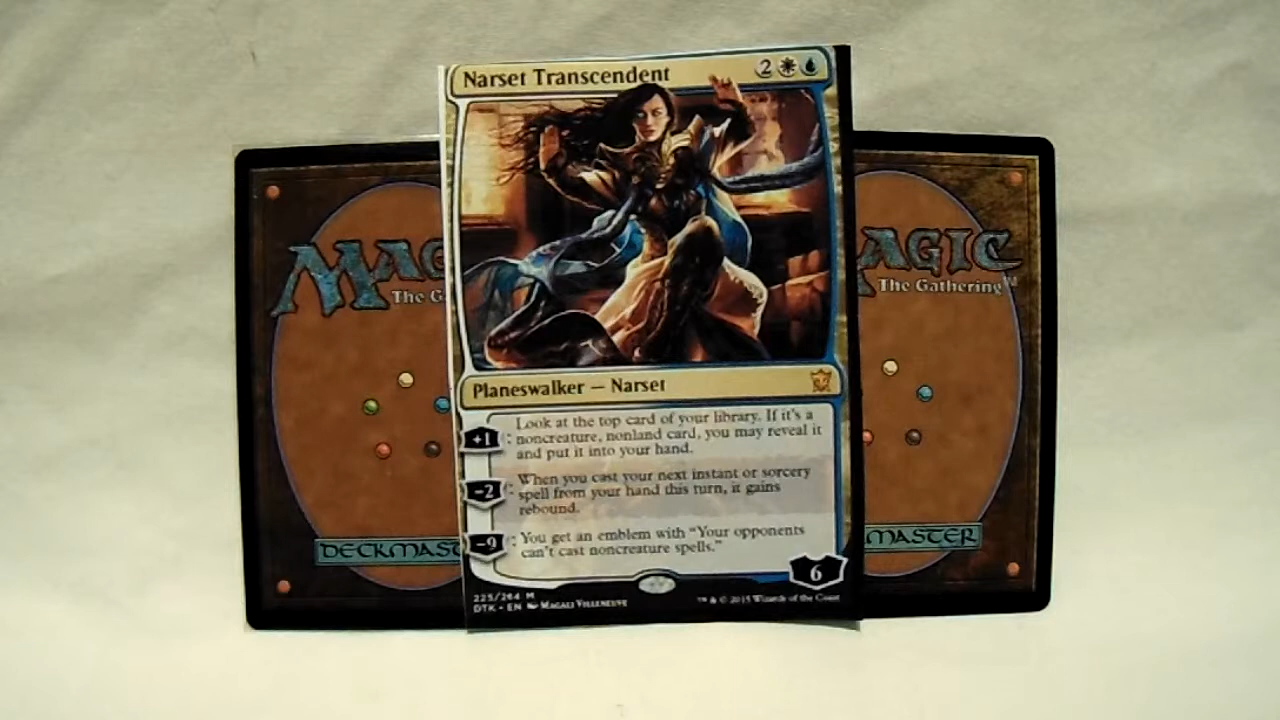 Narset Transcendent 2
MAG
The G
AGIC
The Gathering™
Planeswalker — Narset
+1 : Look at the top card of your library. If it's a
noncreature, nonland card, you may reveal it
and put it into your hand.
-2 : When you cast your next instant or sorcery
spell from your hand this turn, it gains
rebound.
-9 : You get an emblem with "Your opponents
can't cast noncreature spells."
DECKMAST
MASTER
6
225/264 M
DTK • EN Magali Villeneuve
™ & © 2015 Wizards of the Coast